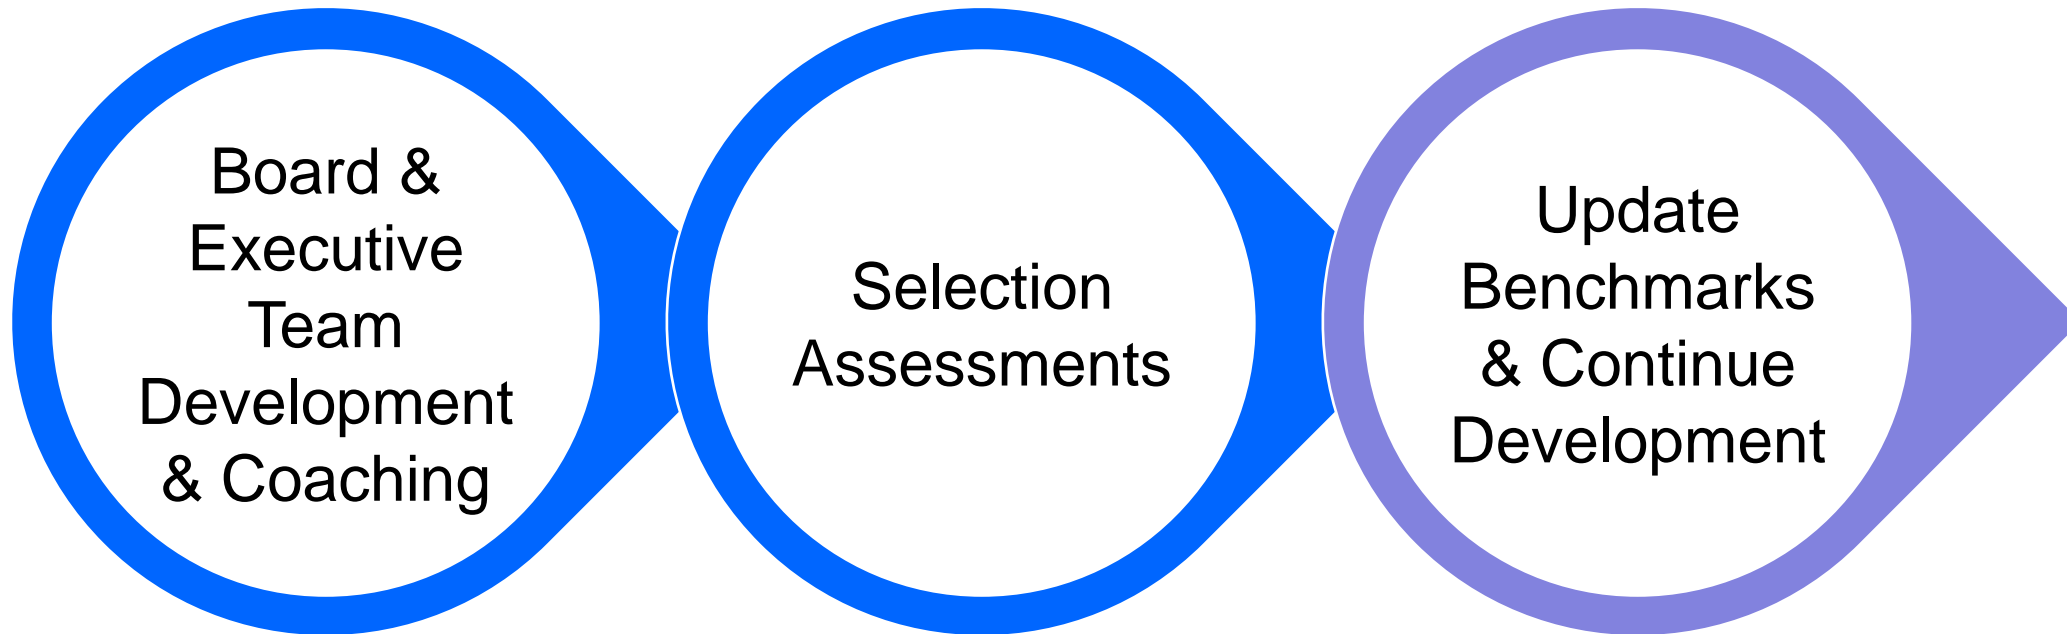 Board &
Executive
Team
Development
& Coaching
Selection
Assessments
Update
Benchmarks
& Continue
Development